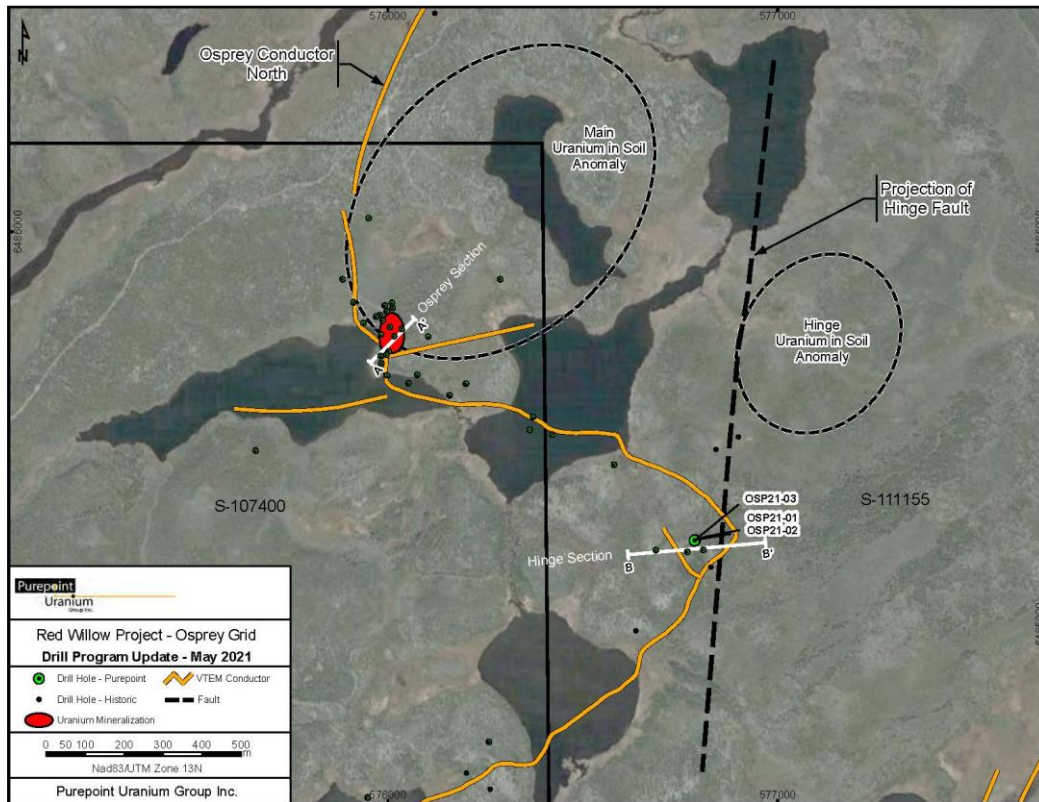 576000
577000
N
Osprey Conductor
North
Main
Uranium in Soil
Anomaly
Projection of
Hinge Fault
6486000
Osprey Section
A'
A
Hinge
Uranium in Soil
Anomaly
S-107400
S-111155
OSP21-03
OSP21-01
OSP21-02
Hinge Section
B
B'
Purepoint
Uranium
Group Inc.
Red Willow Project - Osprey Grid
Drill Program Update - May 2021
Drill Hole - Purepoint
VTEM Conductor
Drill Hole - Historic
Fault
Uranium Mineralization
0 50 100 200 300 400 500
m
Nad83/UTM Zone 13N
Purepoint Uranium Group Inc.
576000
577000